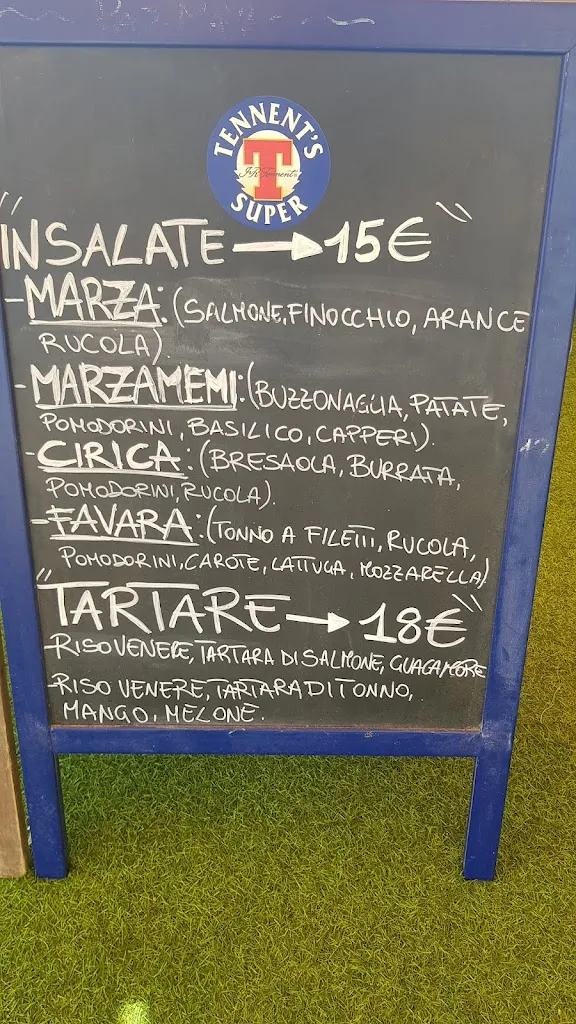 TENNENT'S
T
J&R Tennent's
SUPER
"INSALATE → 15€"
-MARZA: (SALMONE, FINOCCHIO, ARANCE
RUCOLA).
-MARZAMEMI: (BUZZONAGLIA, PATATE,
POMODORINI, BASILICO, CAPPERI).
-CIRICA: (BRESAOLA, BURRATA,
POMODORINI, RUCOLA).
-FAVARA: (TONNO A FILETTI, RUCOLA,
POMODORINI, CAROTE, LATTUGA, MOZZARELLA)
"TARTARE → 18€"
-RISO VENERE, TARTARA DI SALMONE, GUACAMORE
-RISO VENERE, TARTARA DI TONNO,
MANGO, MELONE.